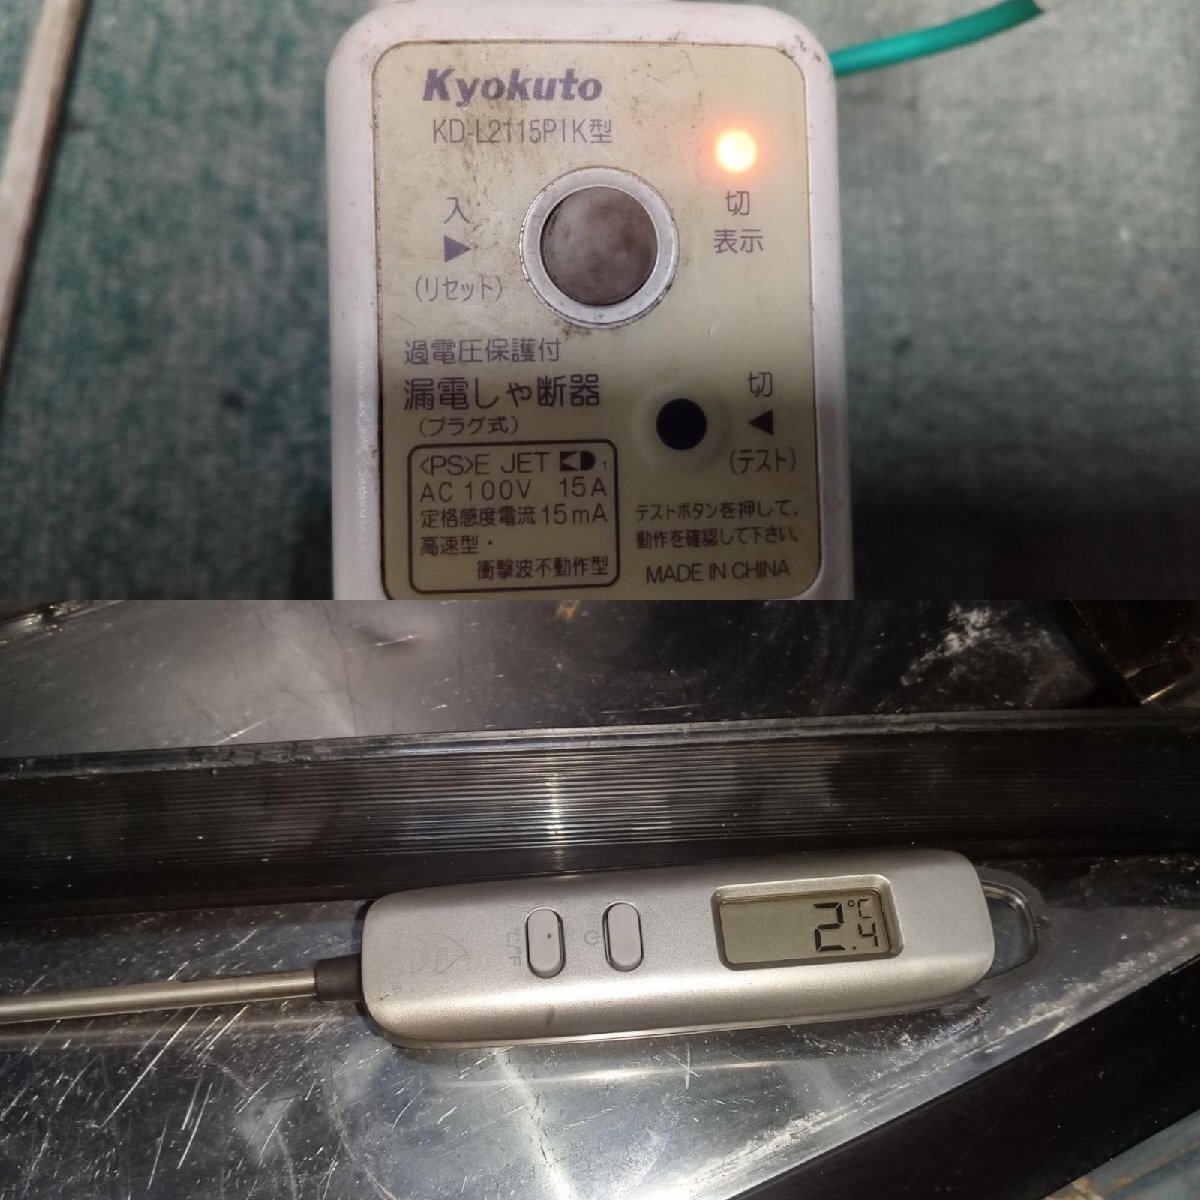 Kyokuto
KD-L2115PIK型
入
▶
(リセット)
切
表示
過電圧保護付
漏電しゃ断器
(プラグ式)
切
◀
(テスト)
<PS>E JET KD 1
AC 100V 15A
定格感度電流 15mA
高速型・
衝撃波不動作型
テストボタンを押して、
動作を確認して下さい。
MADE IN CHINA
2.4 ℃